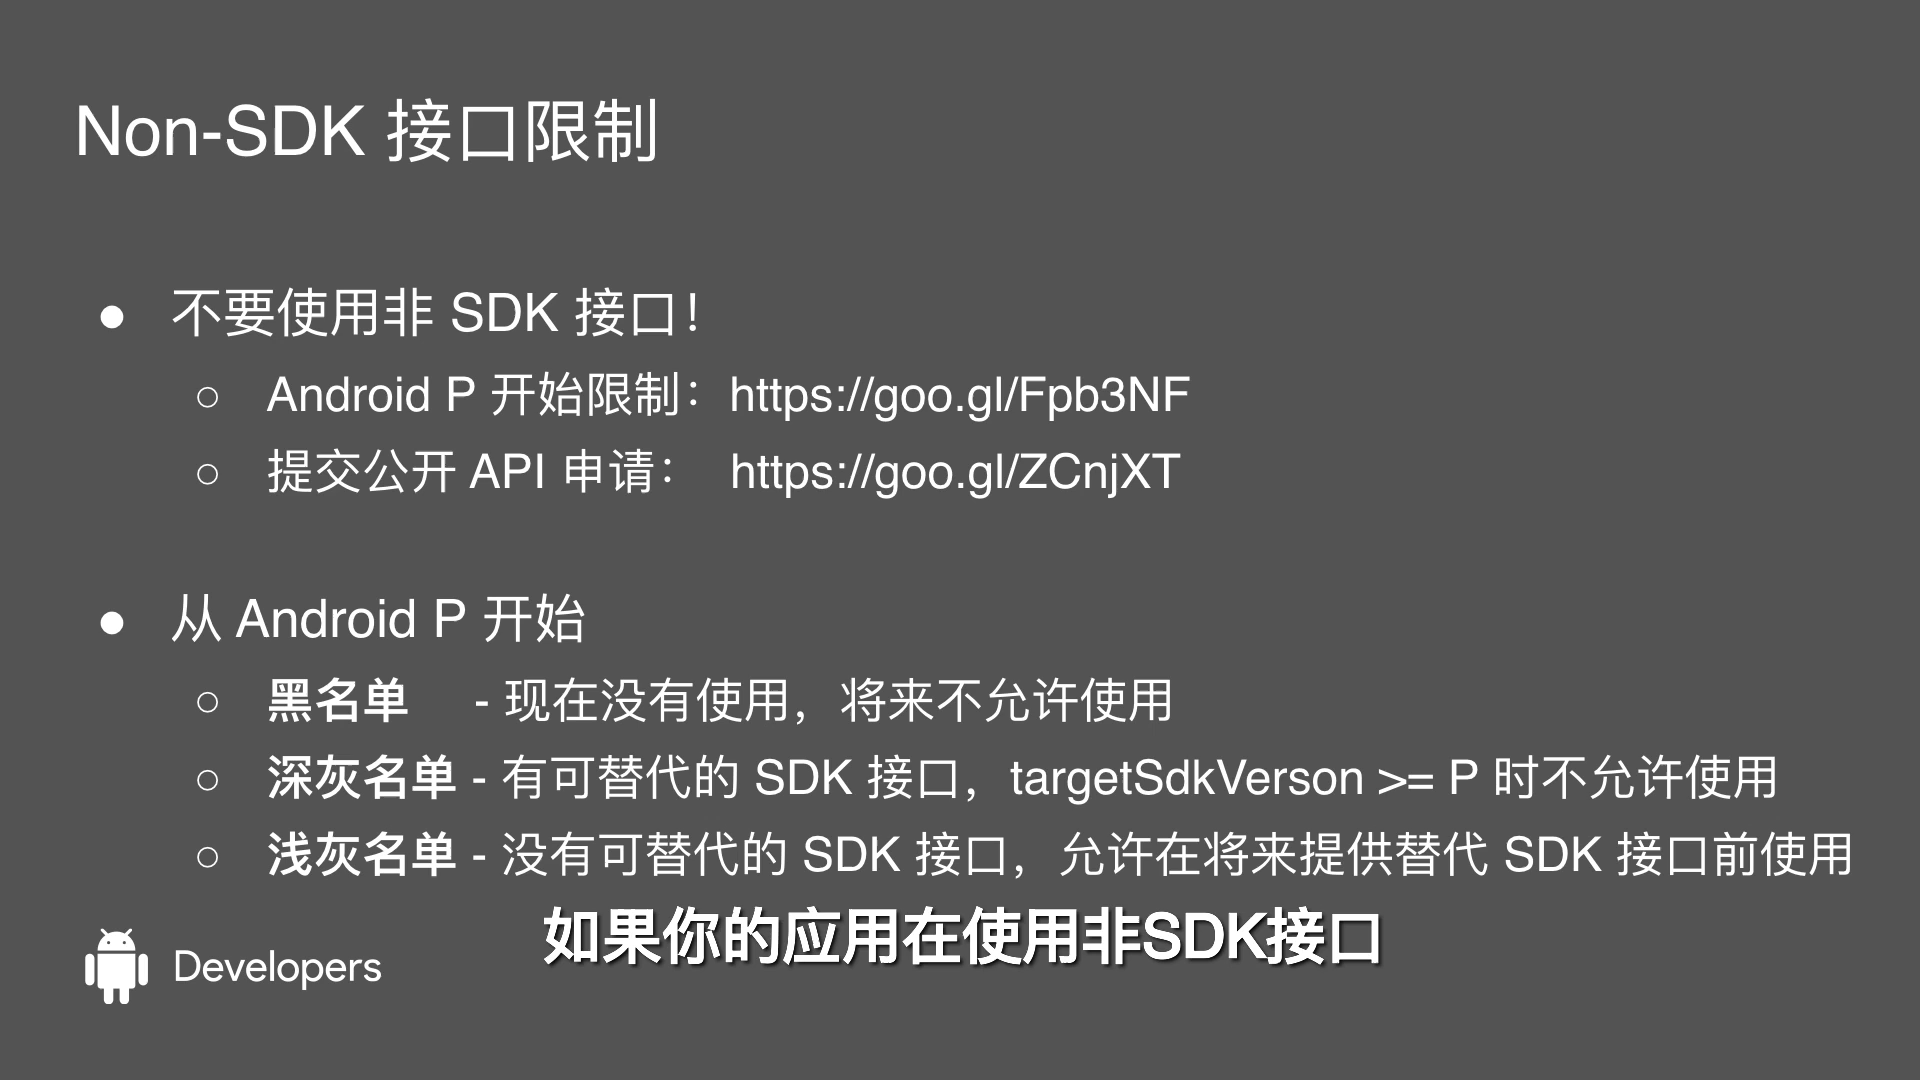 Non-SDK 接口限制
● 不要使用非 SDK 接口！
○ Android P 开始限制：https://goo.gl/Fpb3NF
○ 提交公开 API 申请： https://goo.gl/ZCnjXT
● 从 Android P 开始
○ 黑名单 - 现在没有使用，将来不允许使用
○ 深灰名单 - 有可替代的 SDK 接口，targetSdkVerson >= P 时不允许使用
○ 浅灰名单 - 没有可替代的 SDK 接口，允许在将来提供替代 SDK 接口前使用
如果你的应用在使用非SDK接口
Developers